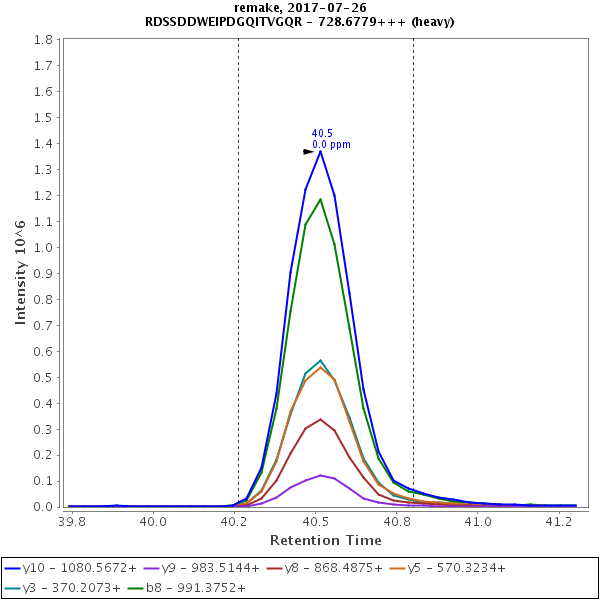 remake, 2017-07-26
RDSSDDWEIPDGQITVGQR - 728.6779+++ (heavy)
1.8
1.7
1.6
1.5
1.4
1.3
1.2
1.1
1.0
0.9
0.8
0.7
0.6
0.5
0.4
0.3
0.2
0.1
0.0
Intensity 10^6
40.5
0.0 ppm
39.8 40.0 40.2 40.5 40.8 41.0 41.2
Retention Time
y10 - 1080.5672+ y9 - 983.5144+ y8 - 868.4875+ y5 - 570.3234+
y3 - 370.2073+ b8 - 991.3752+